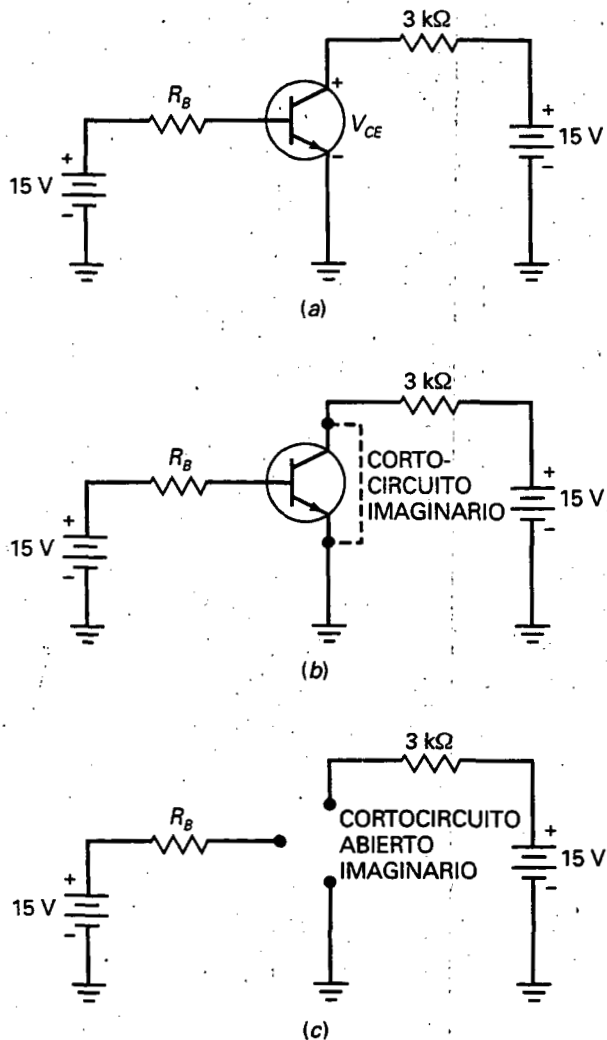 3 kΩ
R_B
+
V_CE
-
+
15 V
-
+
15 V
-
(a)
3 kΩ
R_B
CORTO-
CIRCUITO
IMAGINARIO
+
15 V
-
+
15 V
-
(b)
3 kΩ
R_B
CORTOCIRCUITO
ABIERTO
IMAGINARIO
+
15 V
-
+
15 V
-
(c)